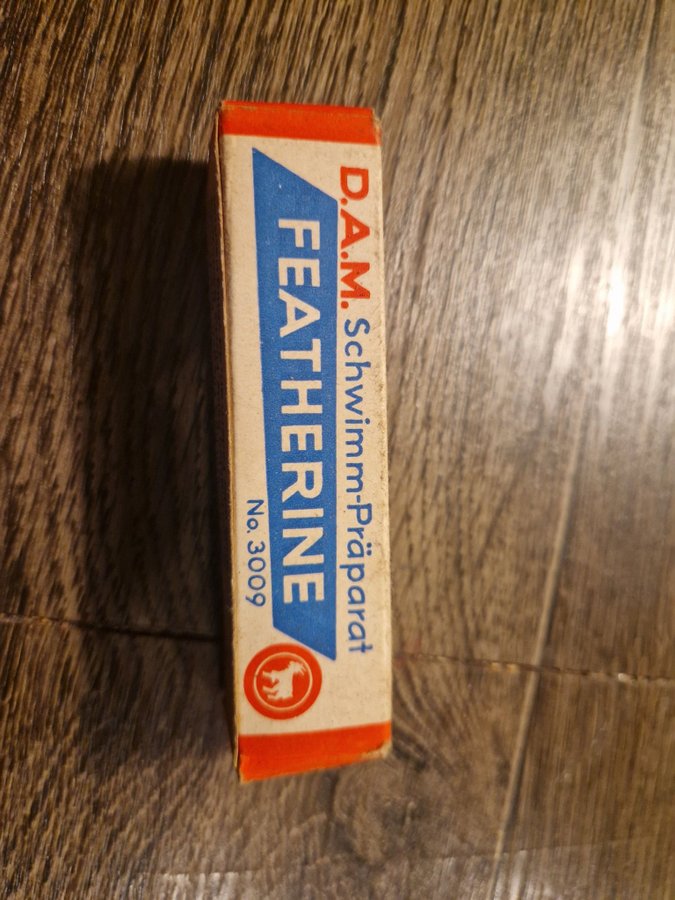 D.A.M. Schwimm-Präparat
FEATHERINE
No. 3009